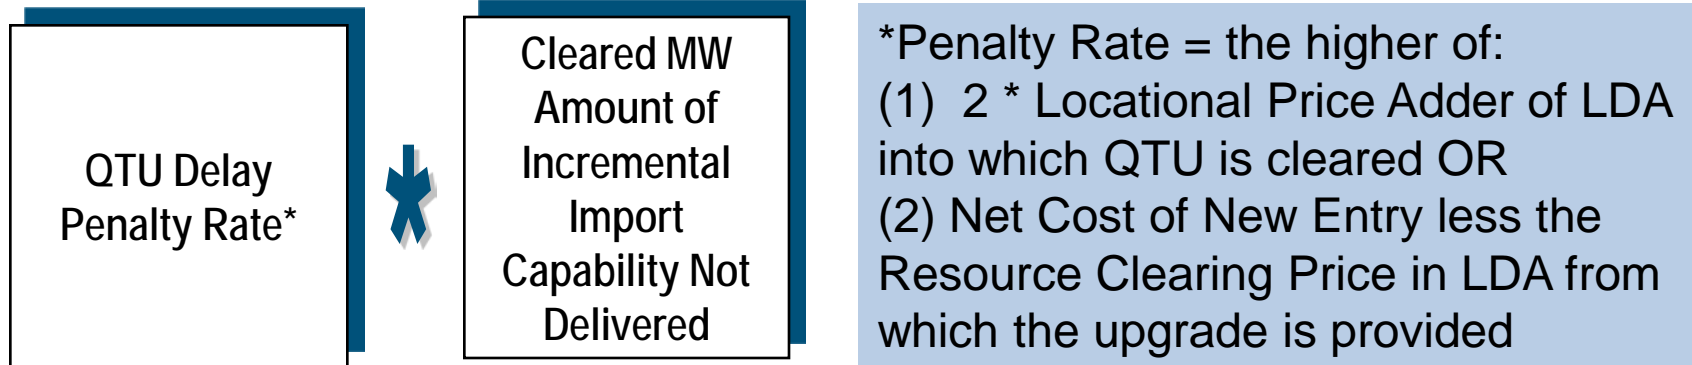 QTU Delay
Penalty Rate*
*
Cleared MW
Amount of
Incremental
Import
Capability Not
Delivered
*Penalty Rate = the higher of:
(1) 2 * Locational Price Adder of LDA
into which QTU is cleared OR
(2) Net Cost of New Entry less the
Resource Clearing Price in LDA from
which the upgrade is provided